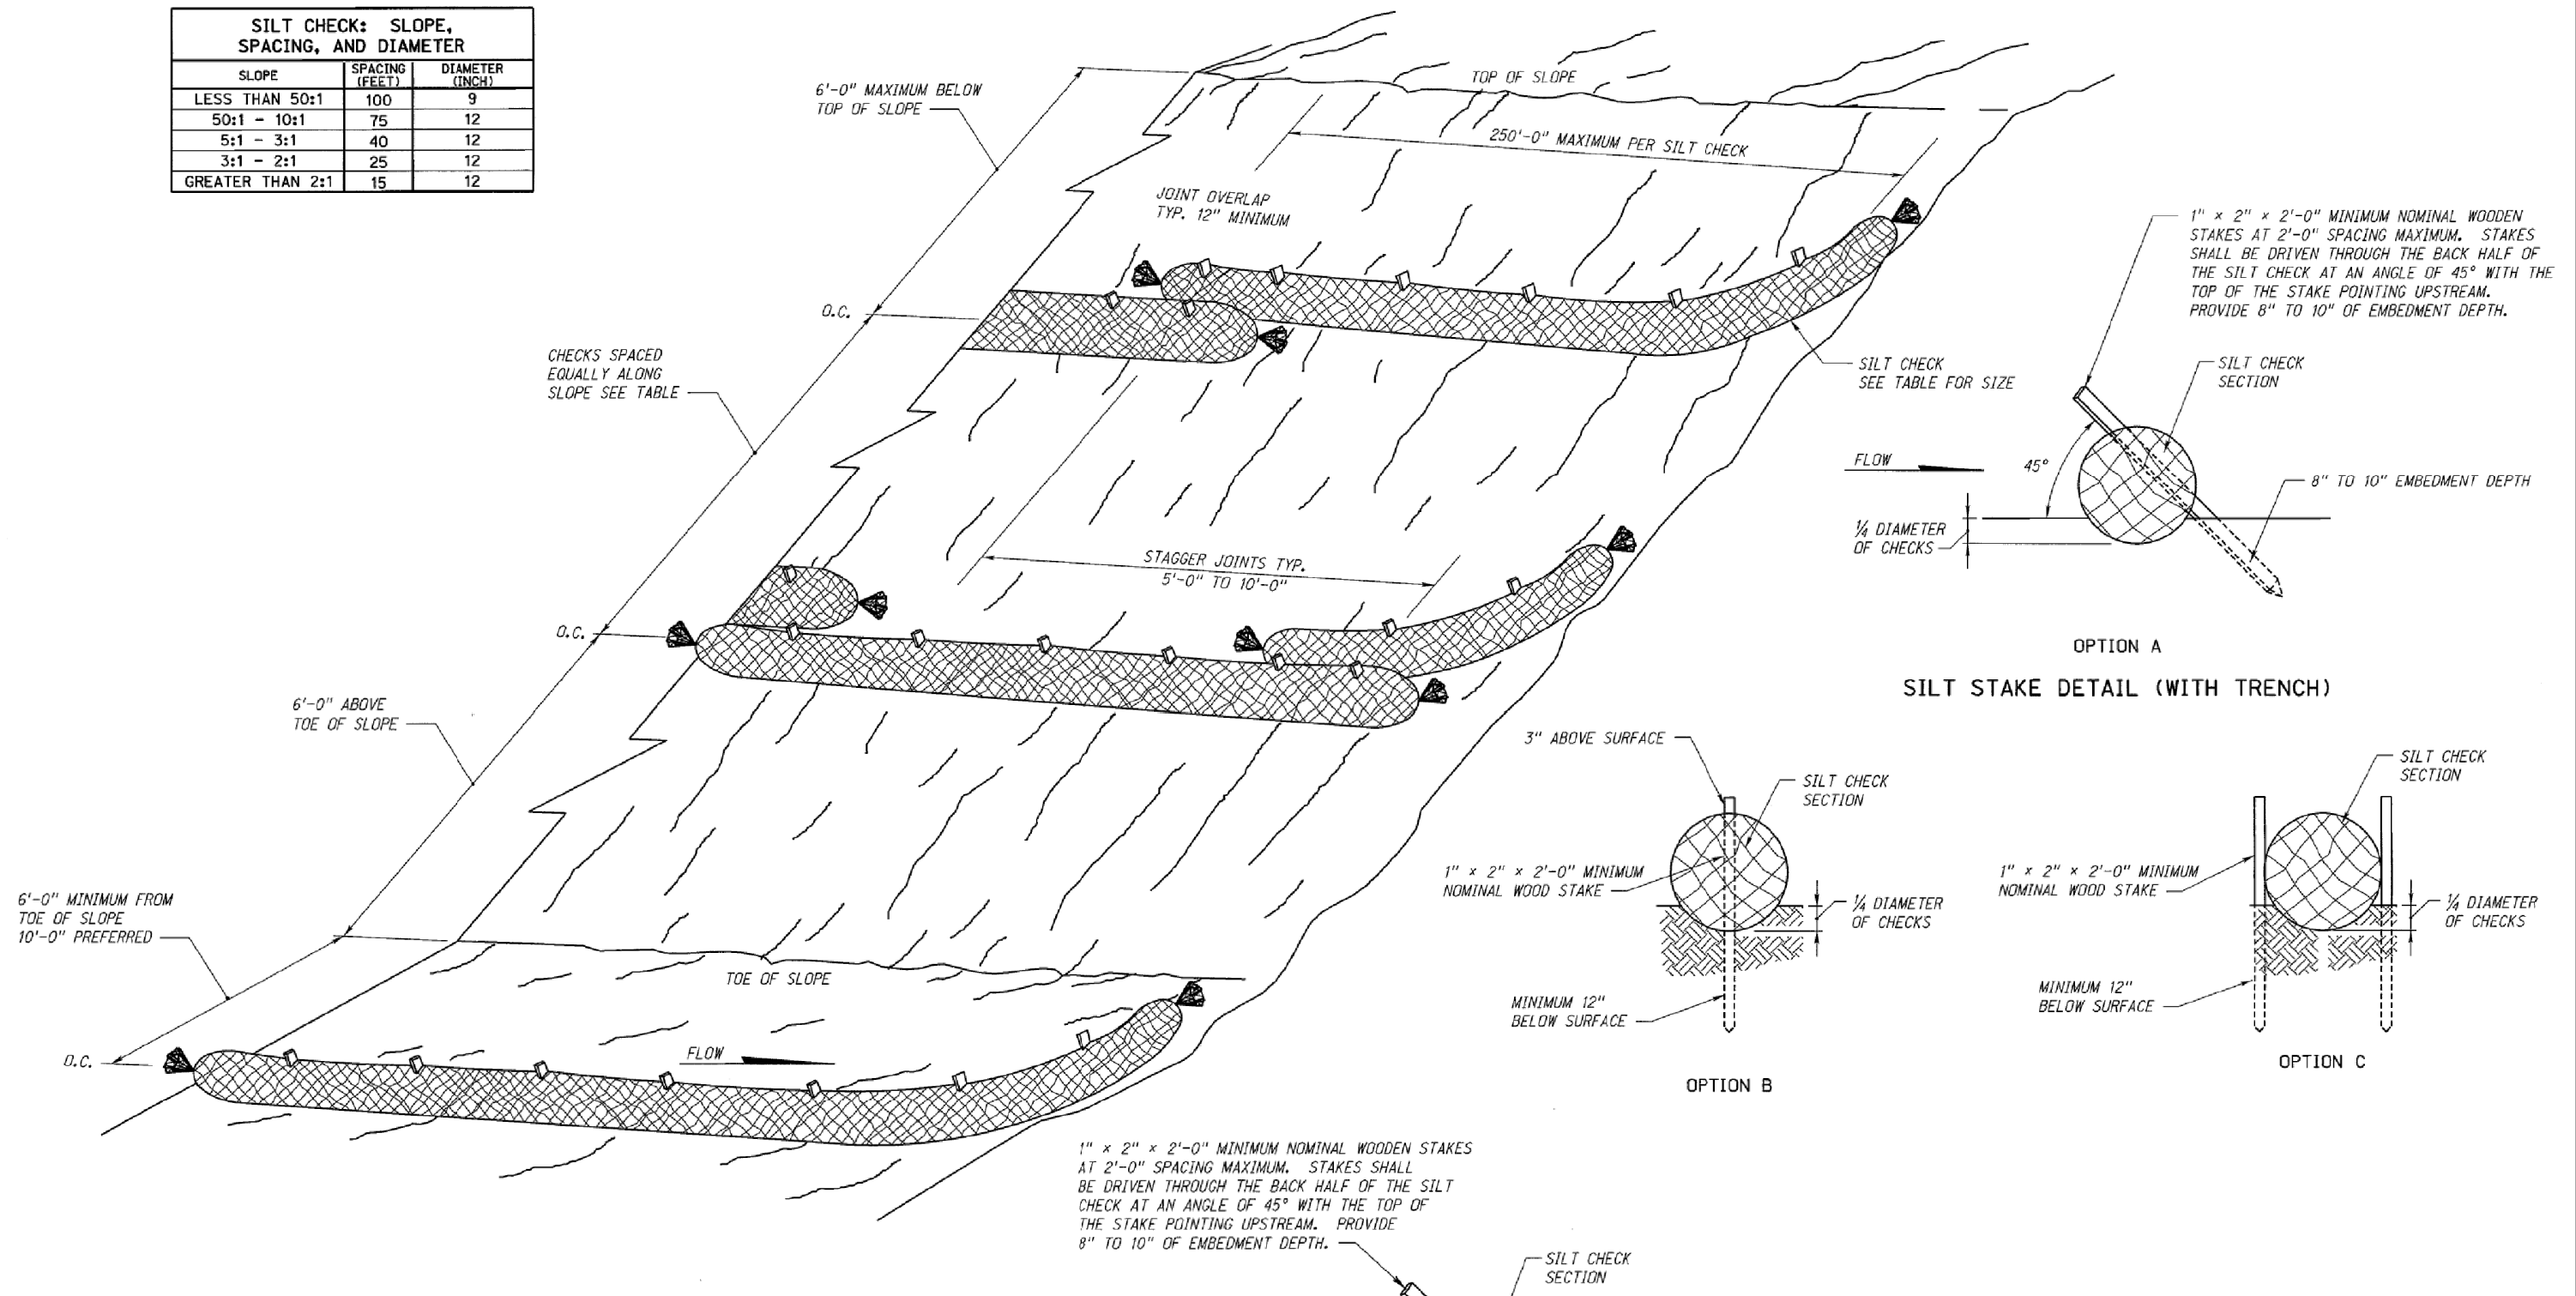 SILT CHECK: SLOPE,
SPACING, AND DIAMETER
SLOPE SPACING (FEET) DIAMETER (INCH)
LESS THAN 50:1 100 9
50:1 - 10:1 75 12
5:1 - 3:1 40 12
3:1 - 2:1 25 12
GREATER THAN 2:1 15 12
6'-0" MAXIMUM BELOW
TOP OF SLOPE
TOP OF SLOPE
250'-0" MAXIMUM PER SILT CHECK
JOINT OVERLAP
TYP. 12" MINIMUM
O.C.
CHECKS SPACED
EQUALLY ALONG
SLOPE SEE TABLE
SILT CHECK
SEE TABLE FOR SIZE
STAGGER JOINTS TYP.
5'-0" TO 10'-0"
O.C.
6'-0" ABOVE
TOE OF SLOPE
6'-0" MINIMUM FROM
TOE OF SLOPE
10'-0" PREFERRED
TOE OF SLOPE
O.C.
FLOW
1" × 2" × 2'-0" MINIMUM NOMINAL WOODEN
STAKES AT 2'-0" SPACING MAXIMUM. STAKES
SHALL BE DRIVEN THROUGH THE BACK HALF OF
THE SILT CHECK AT AN ANGLE OF 45° WITH THE
TOP OF THE STAKE POINTING UPSTREAM.
PROVIDE 8" TO 10" OF EMBEDMENT DEPTH.
SILT CHECK
SECTION
FLOW
45°
8" TO 10" EMBEDMENT DEPTH
¼ DIAMETER
OF CHECKS
OPTION A
SILT STAKE DETAIL (WITH TRENCH)
3" ABOVE SURFACE
SILT CHECK
SECTION
1" × 2" × 2'-0" MINIMUM
NOMINAL WOOD STAKE
¼ DIAMETER
OF CHECKS
MINIMUM 12"
BELOW SURFACE
OPTION B
SILT CHECK
SECTION
1" × 2" × 2'-0" MINIMUM
NOMINAL WOOD STAKE
¼ DIAMETER
OF CHECKS
MINIMUM 12"
BELOW SURFACE
OPTION C
1" × 2" × 2'-0" MINIMUM NOMINAL WOODEN STAKES
AT 2'-0" SPACING MAXIMUM. STAKES SHALL
BE DRIVEN THROUGH THE BACK HALF OF THE SILT
CHECK AT AN ANGLE OF 45° WITH THE TOP OF
THE STAKE POINTING UPSTREAM. PROVIDE
8" TO 10" OF EMBEDMENT DEPTH.
SILT CHECK
SECTION